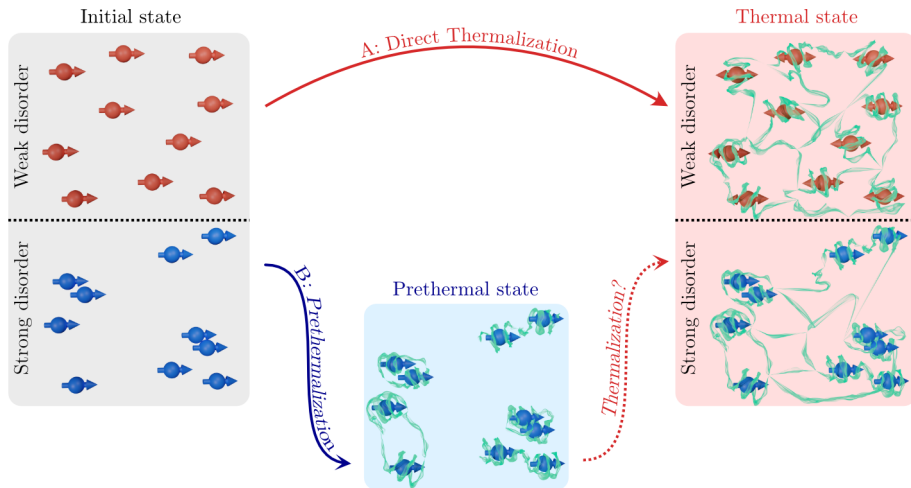 Initial state
Weak disorder
Strong disorder
A: Direct Thermalization
B: Prethermalization
Prethermal state
Thermalization?
Thermal state
Weak disorder
Strong disorder